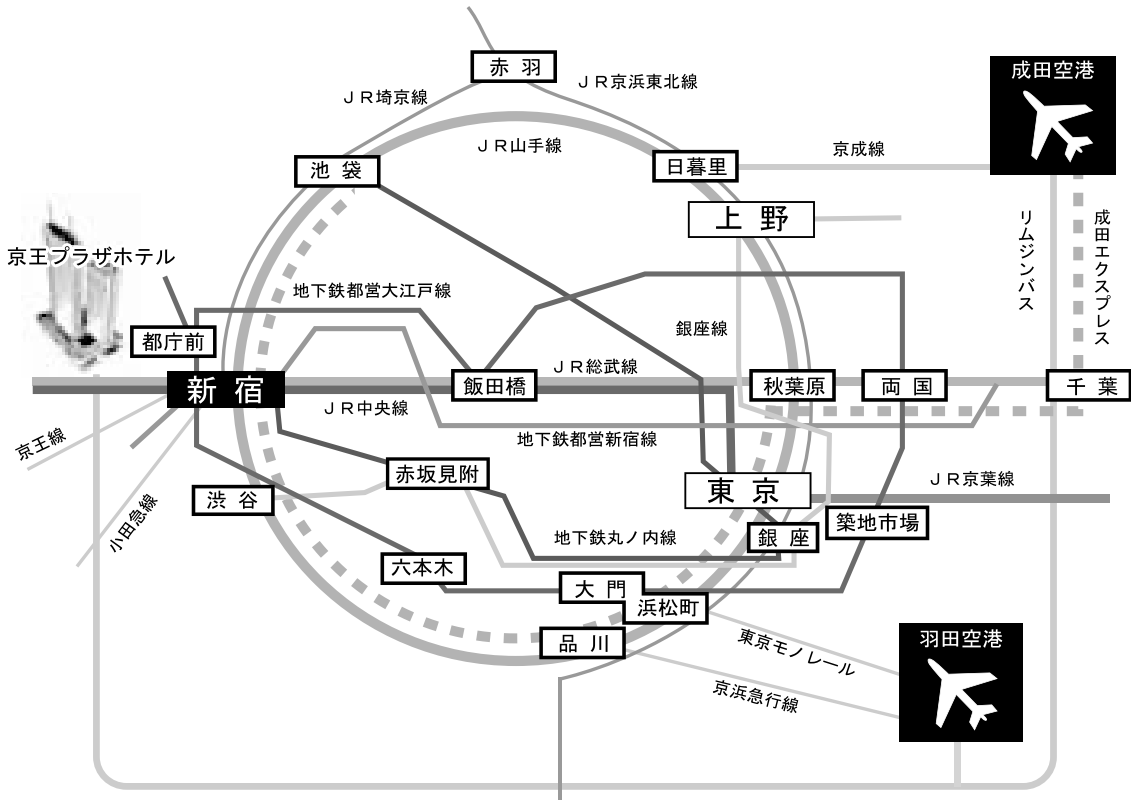 赤羽
ＪＲ埼京線
ＪＲ京浜東北線
成田空港
ＪＲ山手線
京成線
池袋
日暮里
上野
リムジンバス
成田エクスプレス
京王プラザホテル
地下鉄都営大江戸線
銀座線
都庁前
ＪＲ総武線
新宿
飯田橋
秋葉原
両国
千葉
ＪＲ中央線
京王線
地下鉄都営新宿線
赤坂見附
東京
ＪＲ京葉線
渋谷
小田急線
築地市場
銀座
地下鉄丸ノ内線
六本木
大門
浜松町
品川
東京モノレール
羽田空港
京浜急行線